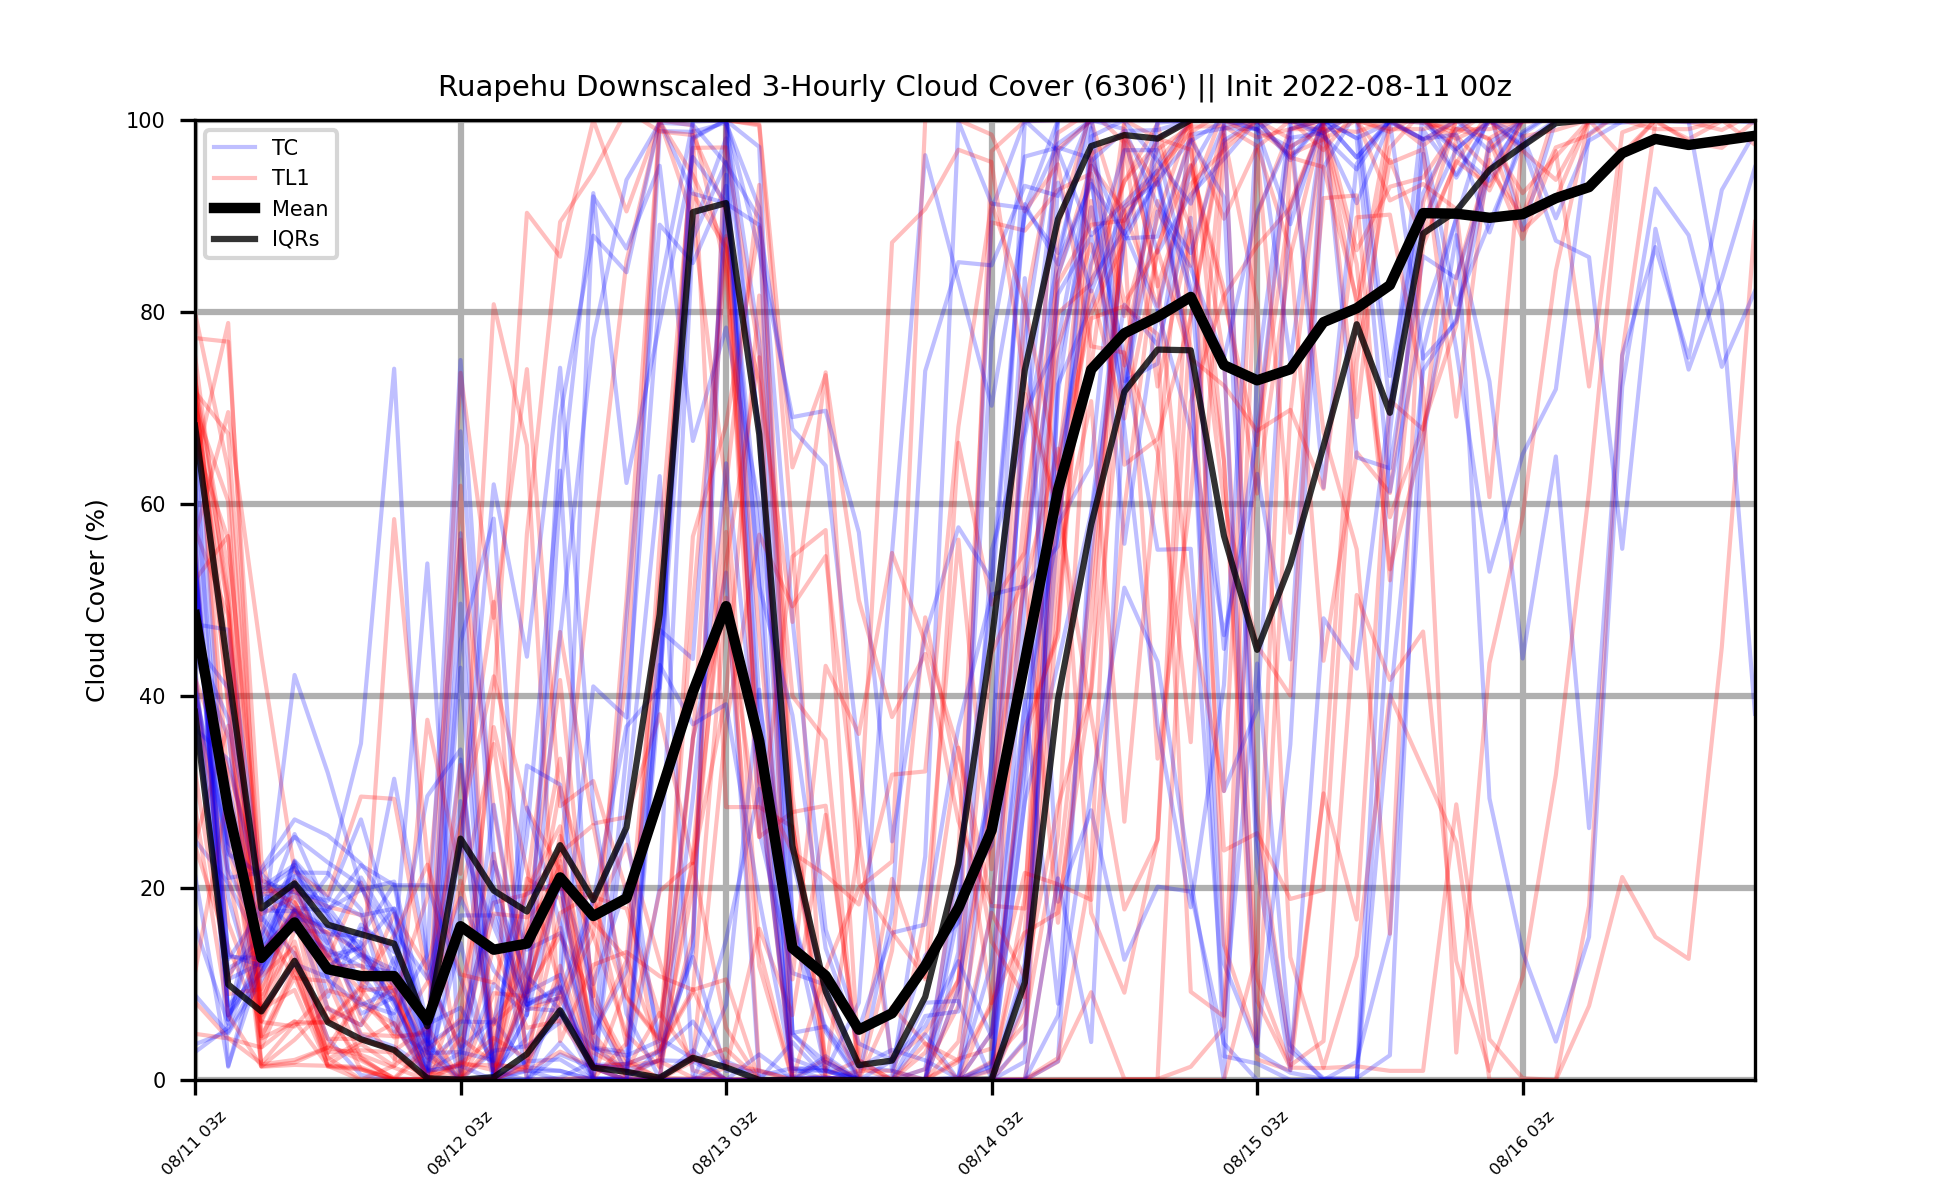 Ruapehu Downscaled 3-Hourly Cloud Cover (6306') || Init 2022-08-11 00z
100
80
60
40
20
0
Cloud Cover (%)
TC
TL1
Mean
IQRs
08/11 03z
08/12 03z
08/13 03z
08/14 03z
08/15 03z
08/16 03z